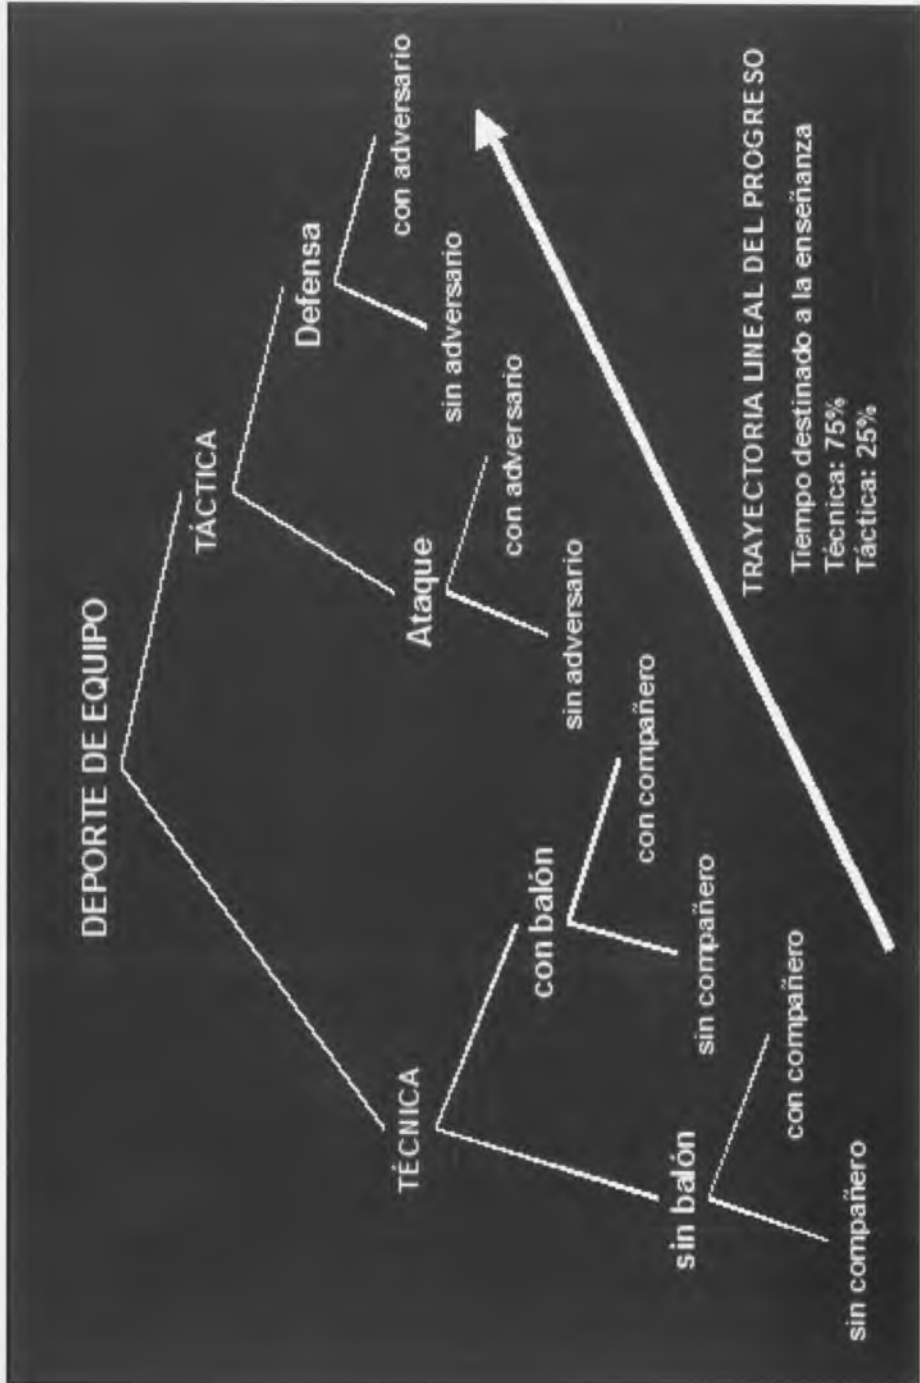 DEPORTE DE EQUIPO
TÁCTICA
TÉCNICA
Defensa
Ataque
con balón
sin balón
con adversario
sin adversario
con adversario
sin adversario
con compañero
sin compañero
con compañero
sin compañero
TRAYECTORIA LINEAL DEL PROGRESO
Tiempo destinado a la enseñanza
Técnica: 75%
Táctica: 25%